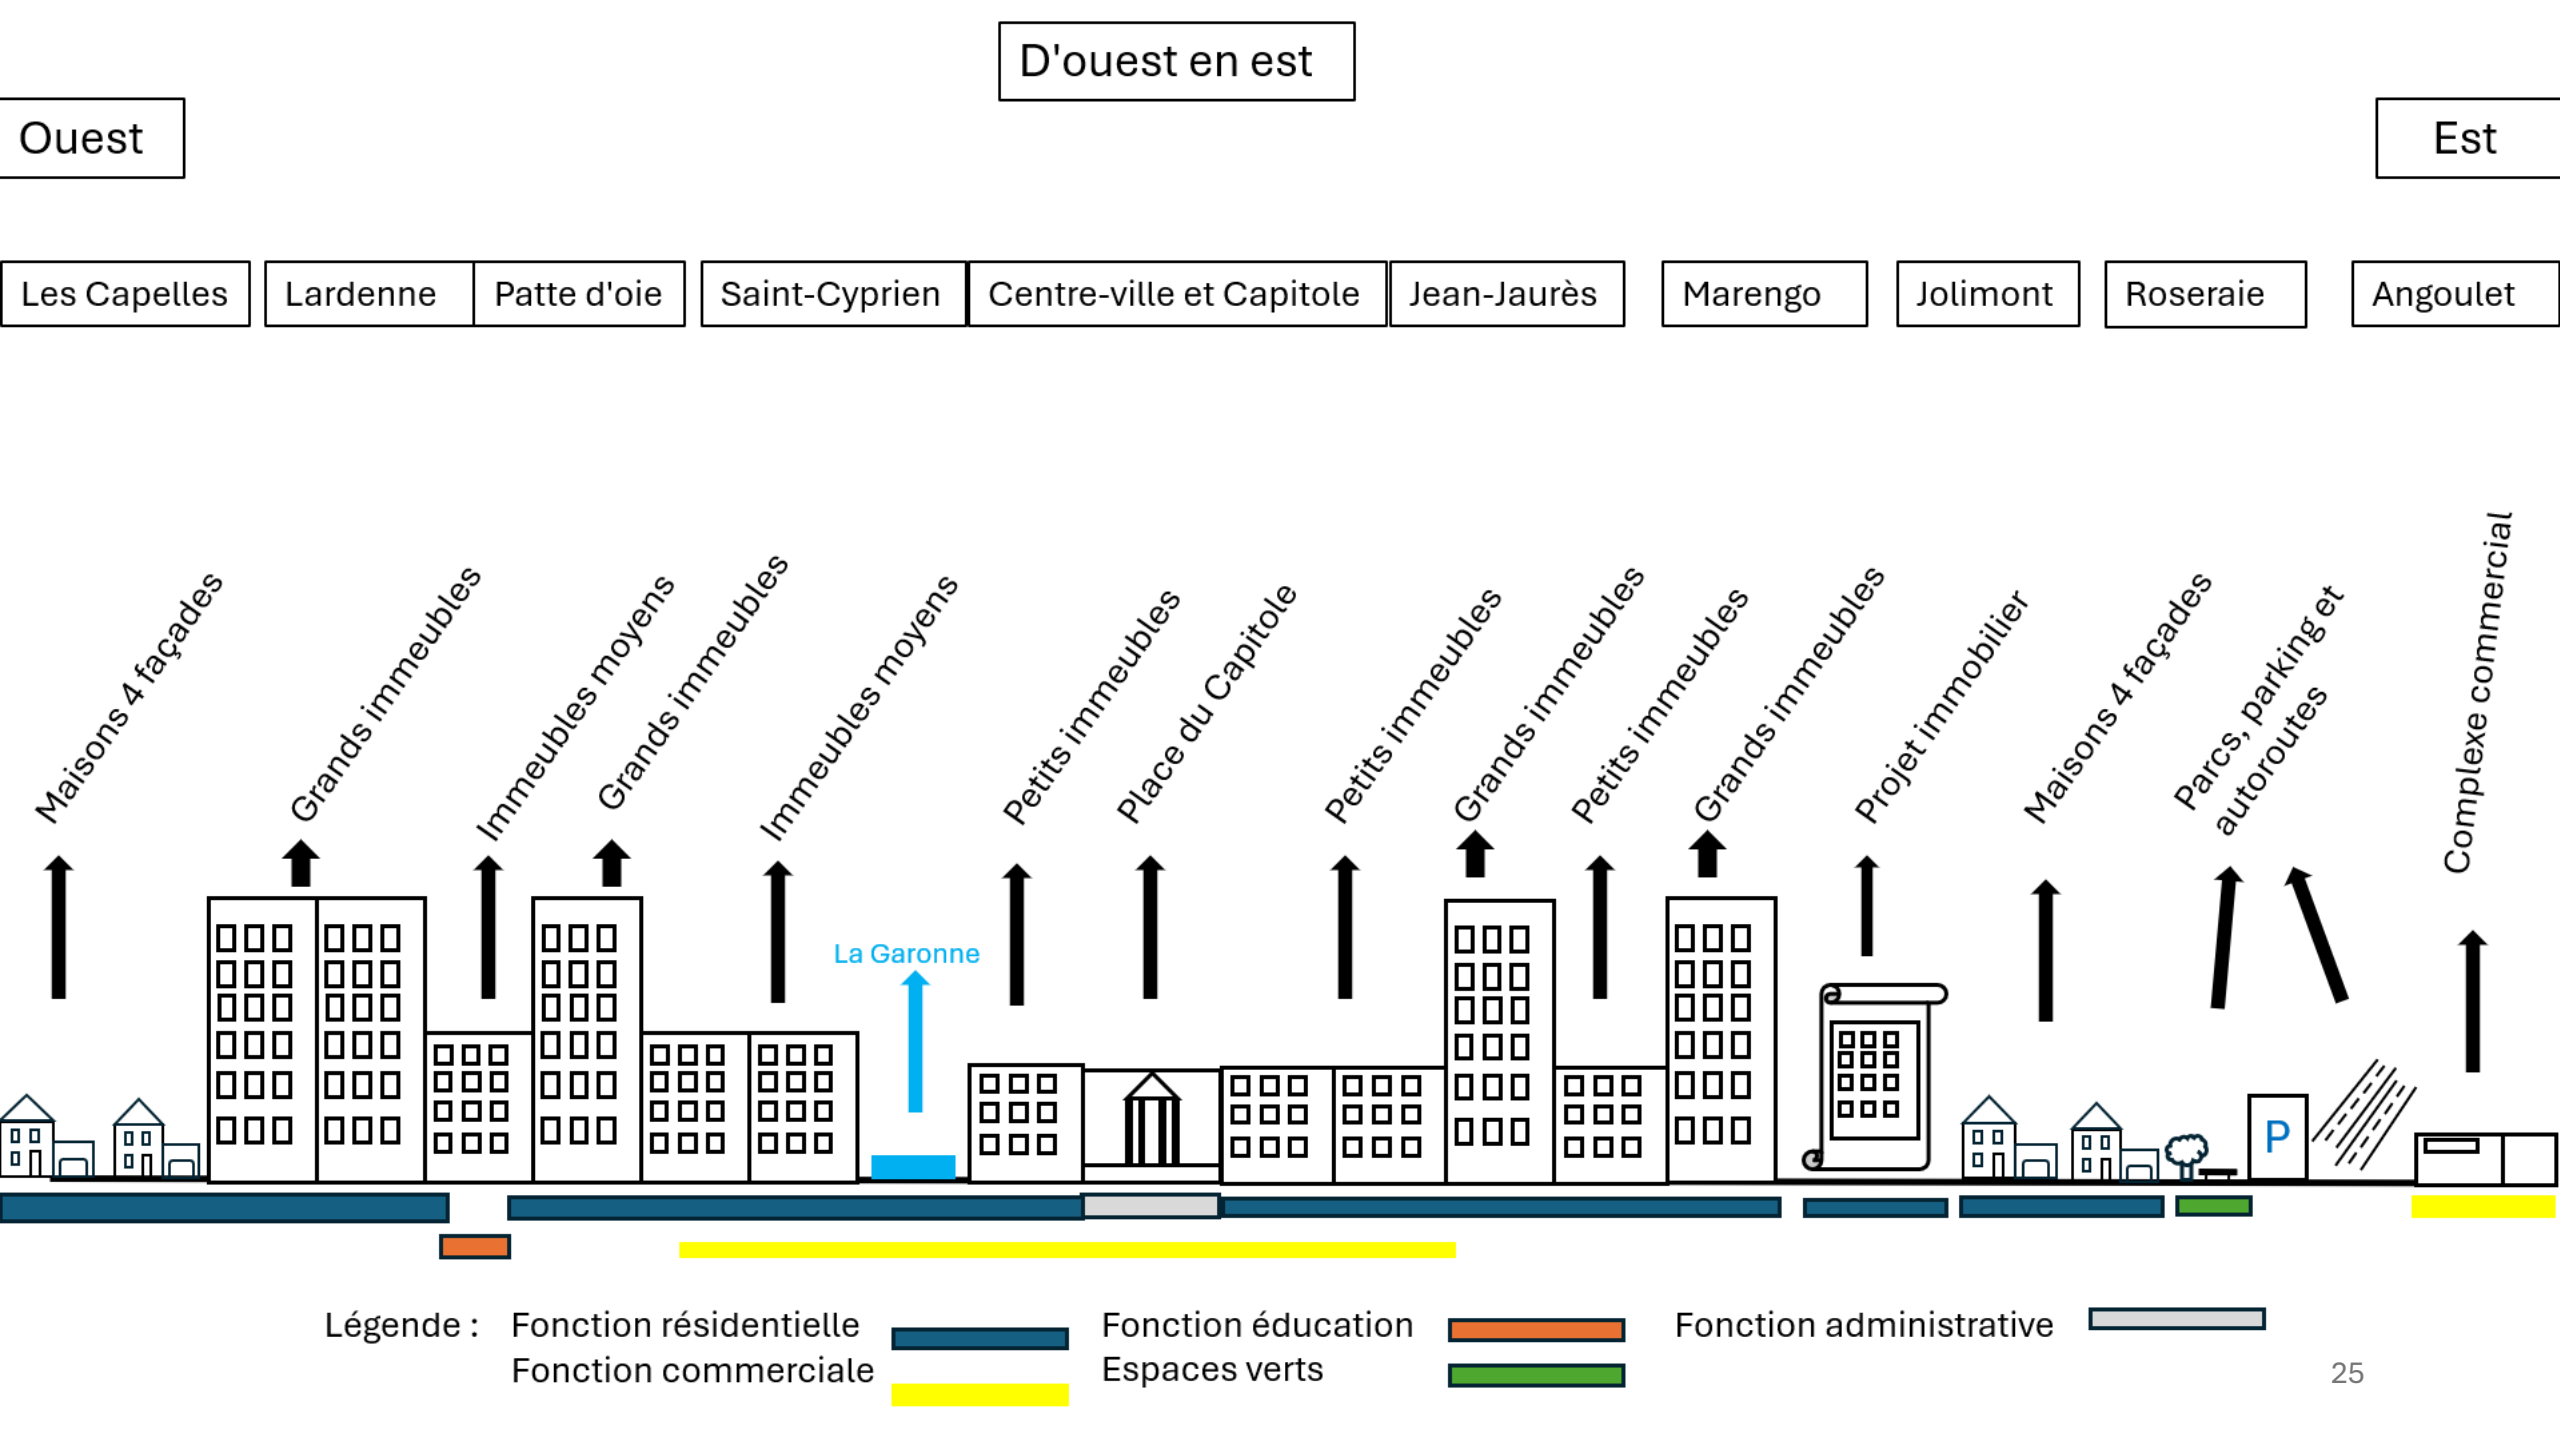 D'ouest en est
Ouest
Est
Les Capelles
Lardenne
Patte d'oie
Saint-Cyprien
Centre-ville et Capitole
Jean-Jaurès
Marengo
Jolimont
Roseraie
Angoulet
Maisons 4 façades
Grands immeubles
Immeubles moyens
Grands immeubles
Immeubles moyens
La Garonne
Petits immeubles
Place du Capitole
Petits immeubles
Grands immeubles
Petits immeubles
Grands immeubles
Projet immobilier
Maisons 4 façades
Parcs, parking et
autoroutes
Complexe commercial
P
Légende : Fonction résidentielle
Fonction éducation
Fonction administrative
Fonction commerciale
Espaces verts
25